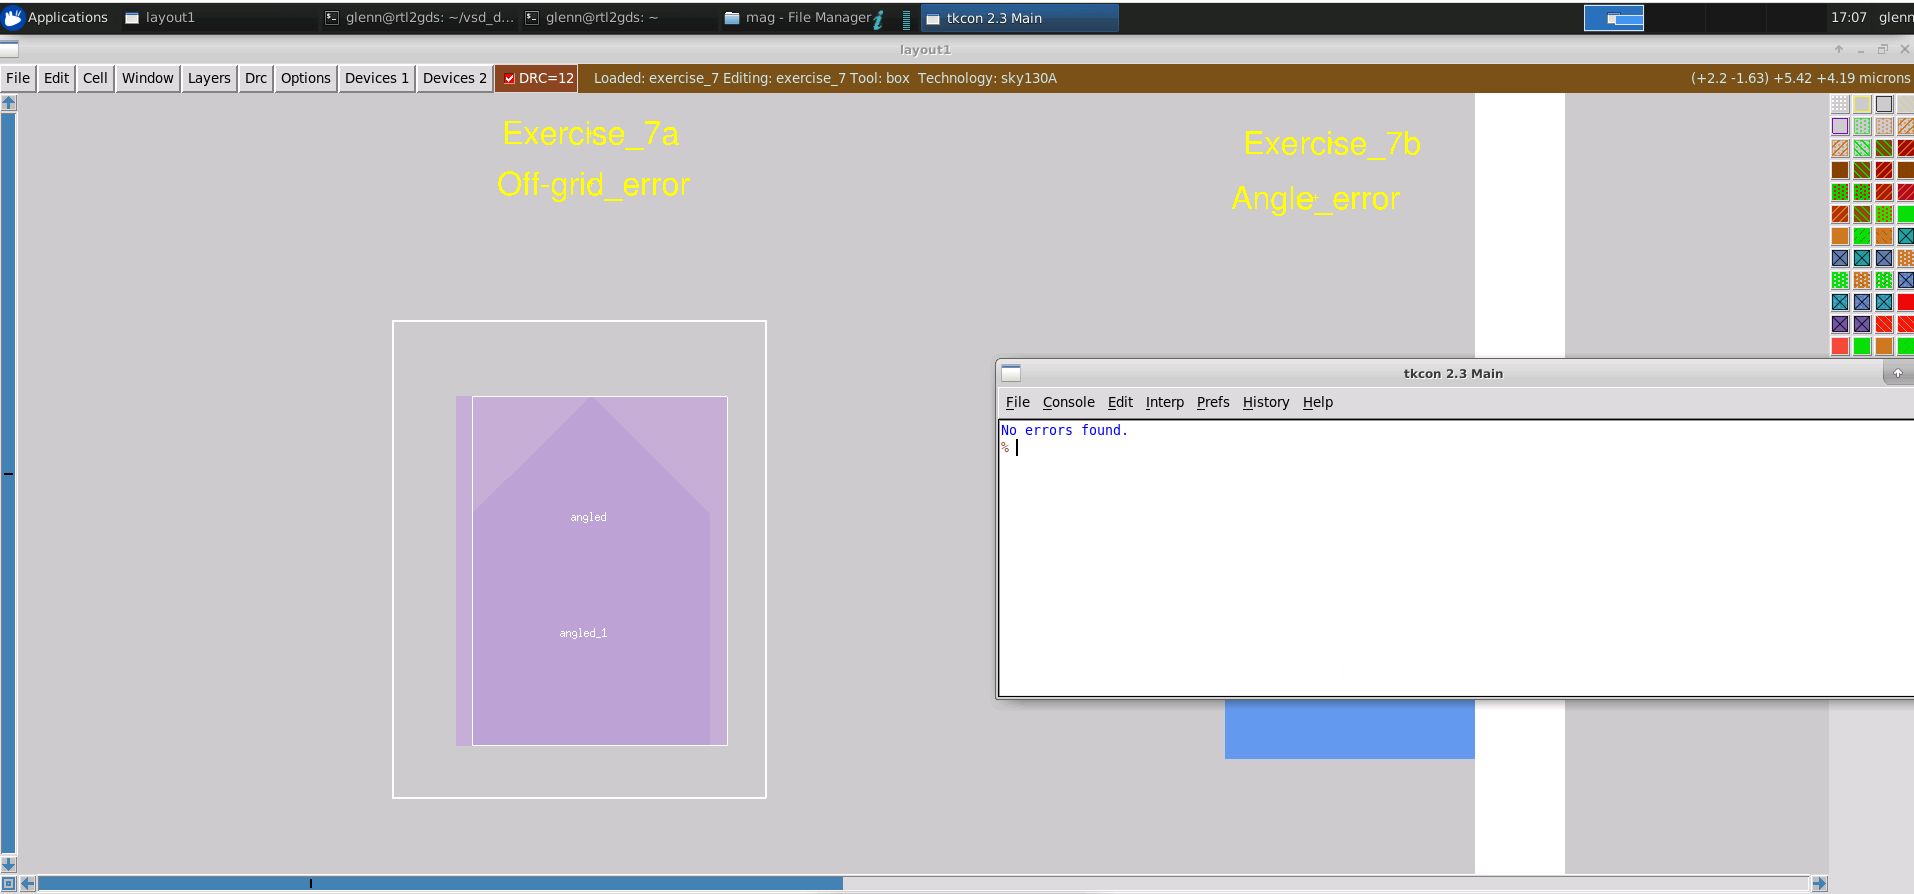 Applications
layout1
glenn@rtl2gds: ~/vsd_d...
glenn@rtl2gds: ~
mag - File Manager
tkcon 2.3 Main
17:07 glenn
layout1
File Edit Cell Window Layers Drc Options Devices 1 Devices 2 DRC=12 Loaded: exercise_7 Editing: exercise_7 Tool: box Technology: sky130A (+2.2 -1.63) +5.42 +4.19 microns
Exercise_7a
Off-grid_error
Exercise_7b
Angle_error
angled
angled_1
tkcon 2.3 Main
File Console Edit Interp Prefs History Help
No errors found.
%